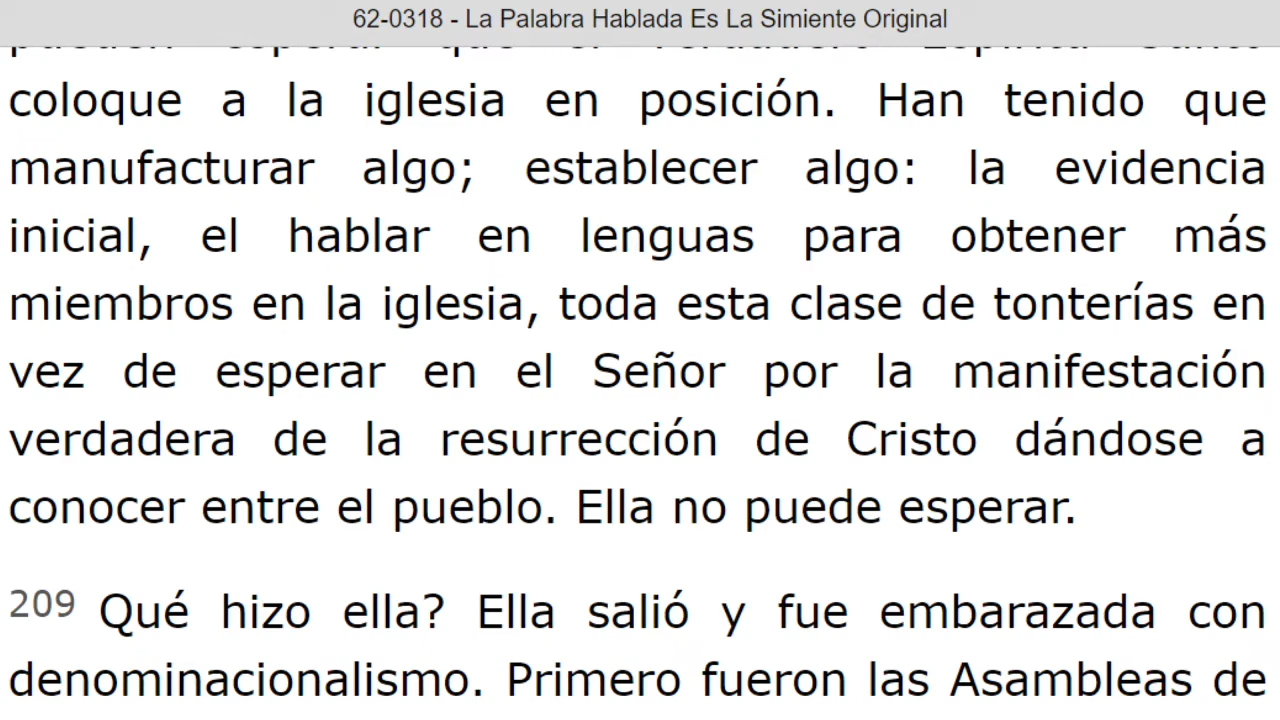 62-0318 - La Palabra Hablada Es La Simiente Original
coloque a la iglesia en posición. Han tenido que
manufacturar algo; establecer algo: la evidencia
inicial, el hablar en lenguas para obtener más
miembros en la iglesia, toda esta clase de tonterías en
vez de esperar en el Señor por la manifestación
verdadera de la resurrección de Cristo dándose a
conocer entre el pueblo. Ella no puede esperar.
209 Qué hizo ella? Ella salió y fue embarazada con
denominacionalismo. Primero fueron las Asambleas de